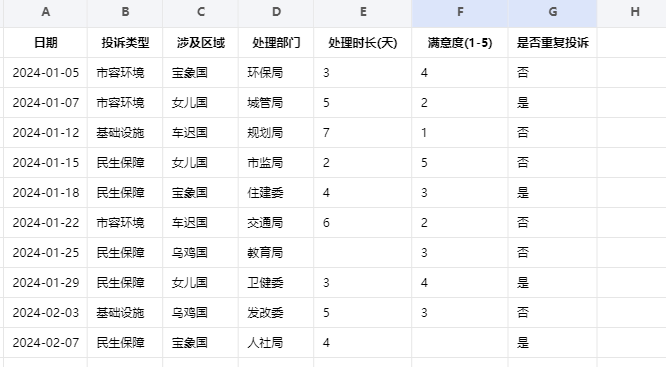 A B C D E F G H
日期 投诉类型 涉及区域 处理部门 处理时长(天) 满意度(1-5) 是否重复投诉
2024-01-05 市容环境 宝象国 环保局 3 4 否
2024-01-07 市容环境 女儿国 城管局 5 2 是
2024-01-12 基础设施 车迟国 规划局 7 1 否
2024-01-15 民生保障 女儿国 市监局 2 5 否
2024-01-18 民生保障 宝象国 住建委 4 3 是
2024-01-22 市容环境 车迟国 交通局 6 2 否
2024-01-25 民生保障 乌鸡国 教育局 3 否
2024-01-29 民生保障 女儿国 卫健委 3 4 是
2024-02-03 基础设施 乌鸡国 发改委 5 3 否
2024-02-07 民生保障 宝象国 人社局 4 是